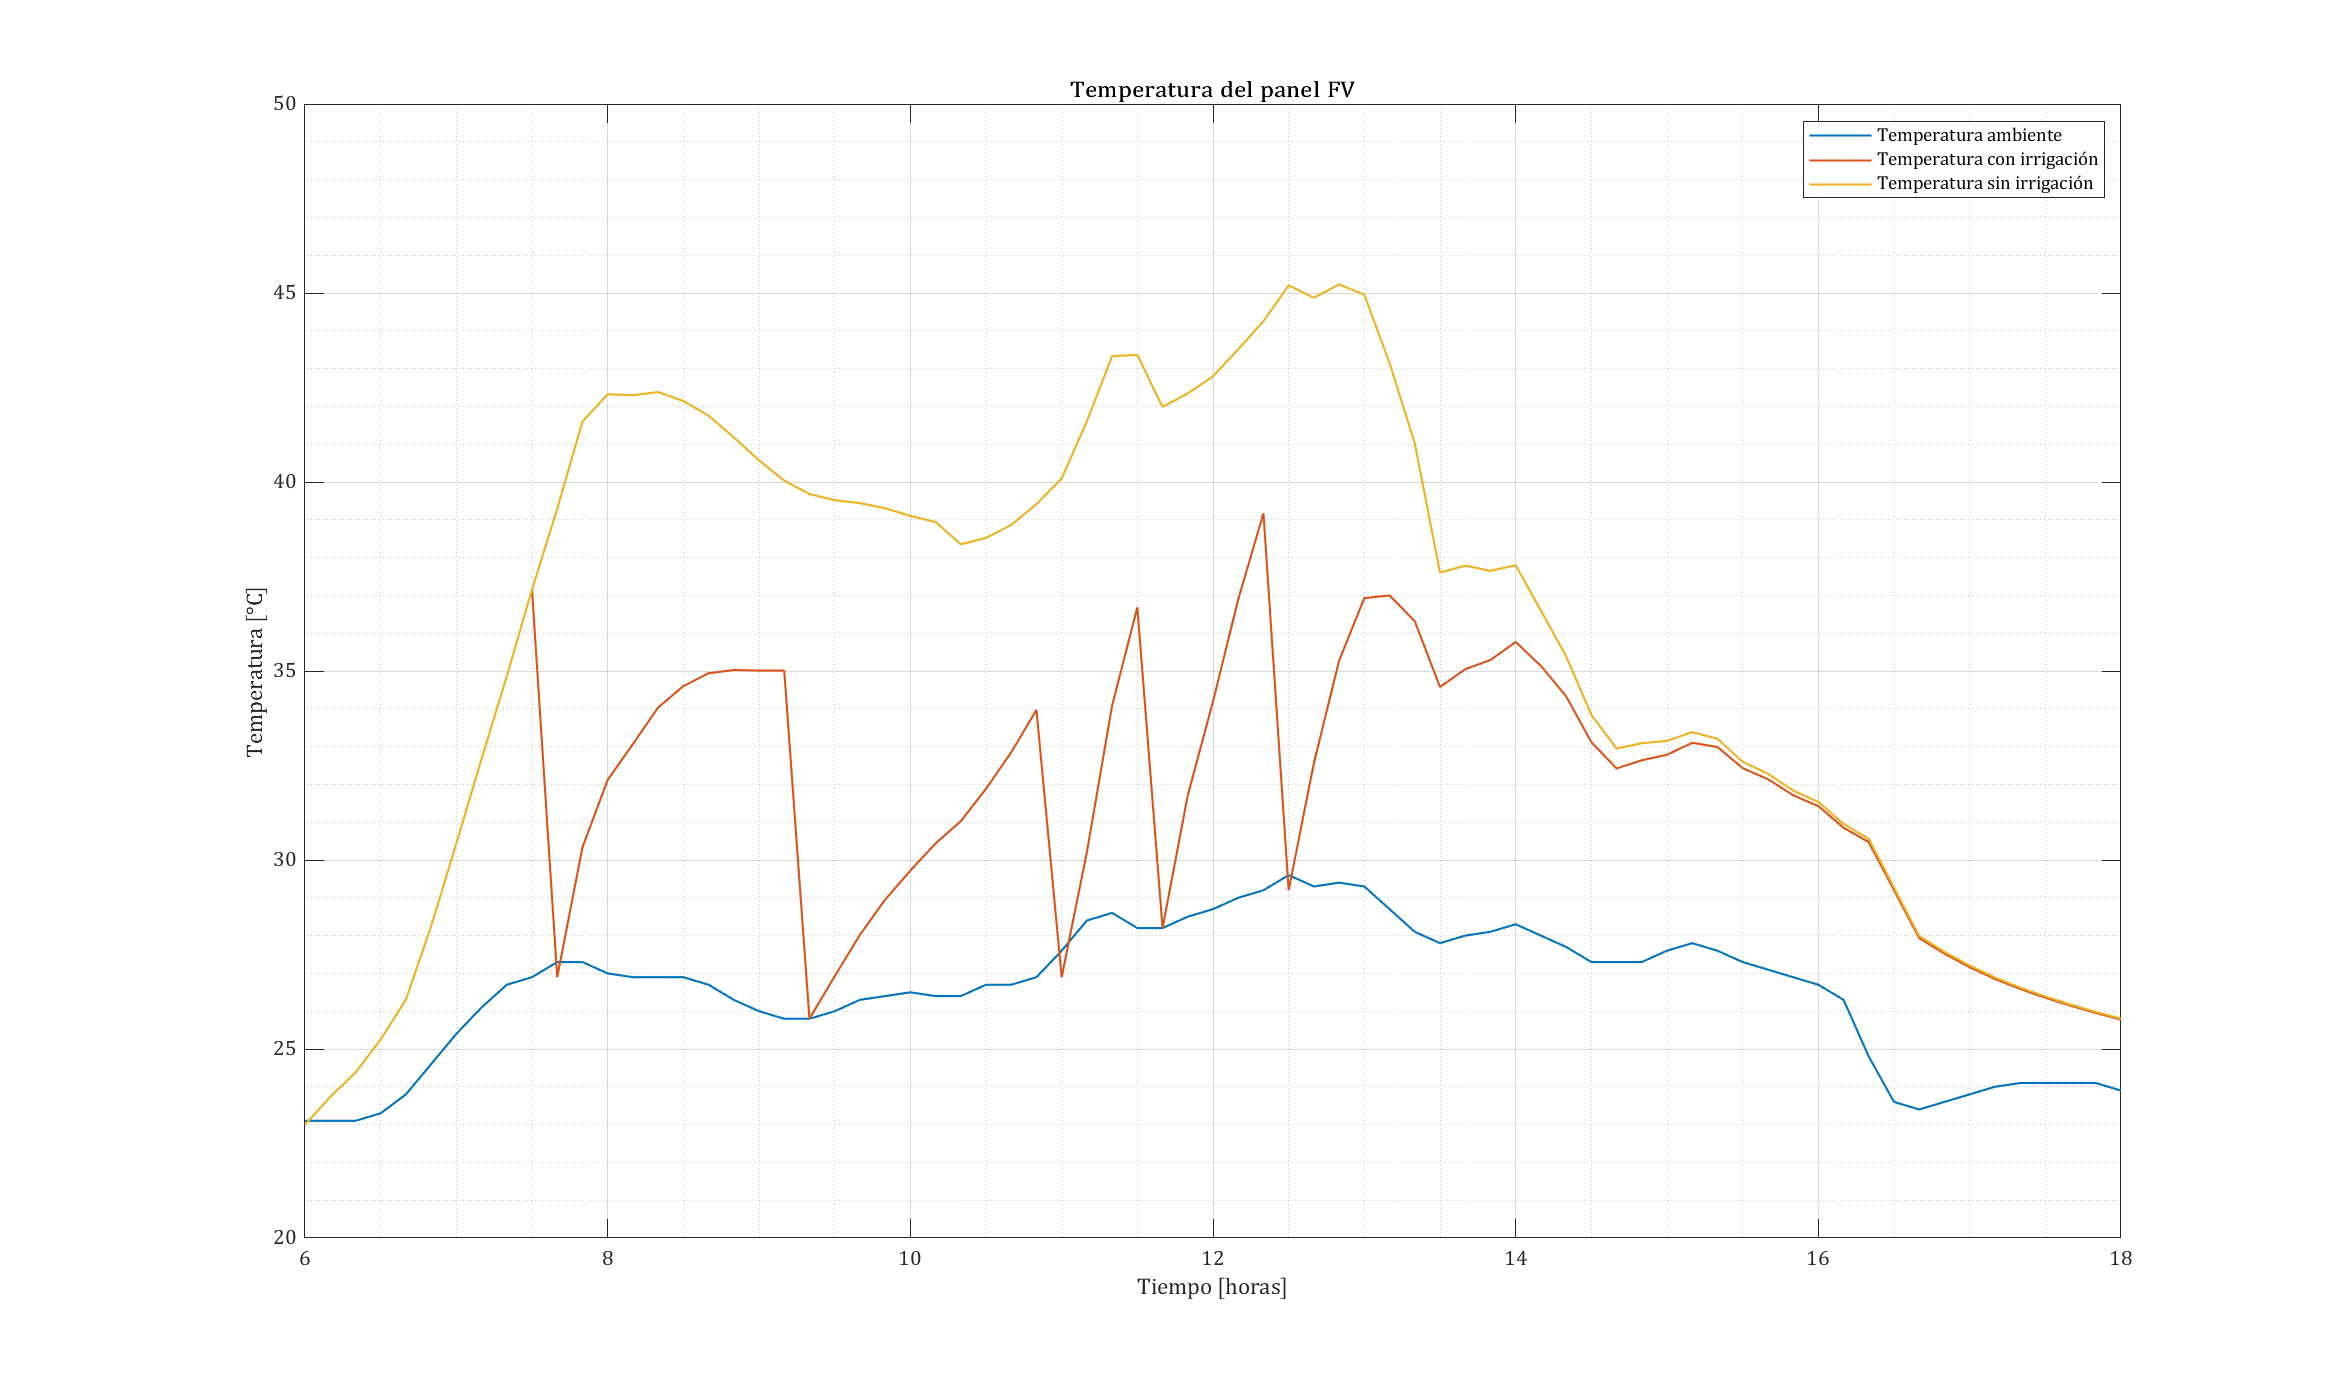 Temperatura del panel FV
Temperatura ambiente
Temperatura con irrigación
Temperatura sin irrigación
Temperatura [°C]
50
45
40
35
30
25
20
6 8 10 12 14 16 18
Tiempo [horas]